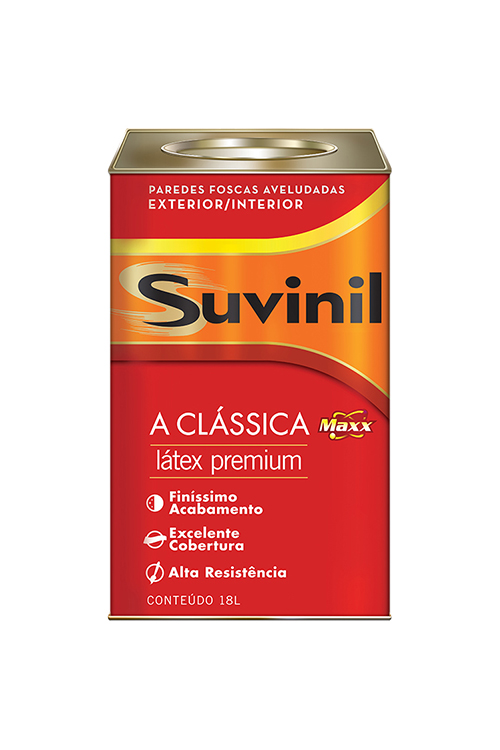 PAREDES FOSCAS AVELUDADAS
EXTERIOR/INTERIOR
Suvinil
A CLÁSSICA Maxx
látex premium
Finíssimo
Acabamento
Excelente
Cobertura
Alta Resistência
CONTEÚDO 18L